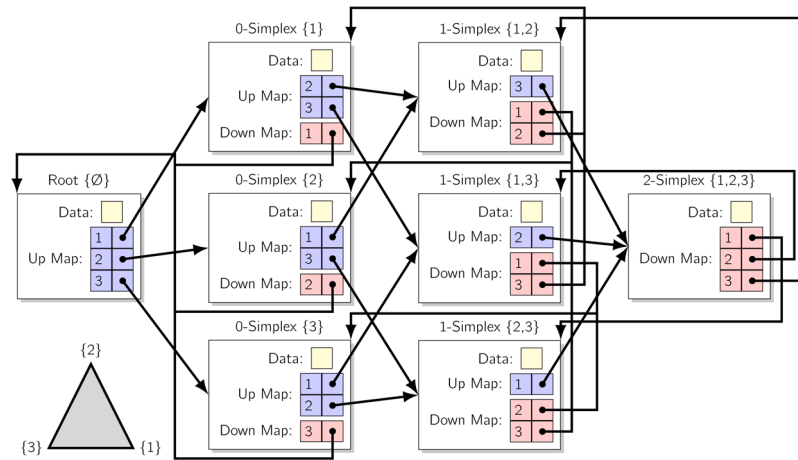 0-Simplex {1}
Data:
Up Map:
2
3
Down Map:
1
1-Simplex {1,2}
Data:
Up Map:
3
Down Map:
1
2
Root {Ø}
Data:
Up Map:
1
2
3
0-Simplex {2}
Data:
Up Map:
1
3
Down Map:
2
1-Simplex {1,3}
Data:
Up Map:
2
Down Map:
1
3
2-Simplex {1,2,3}
Data:
Down Map:
1
2
3
0-Simplex {3}
Data:
Up Map:
1
2
Down Map:
3
1-Simplex {2,3}
Data:
Up Map:
1
Down Map:
2
3
{2}
{3}
{1}